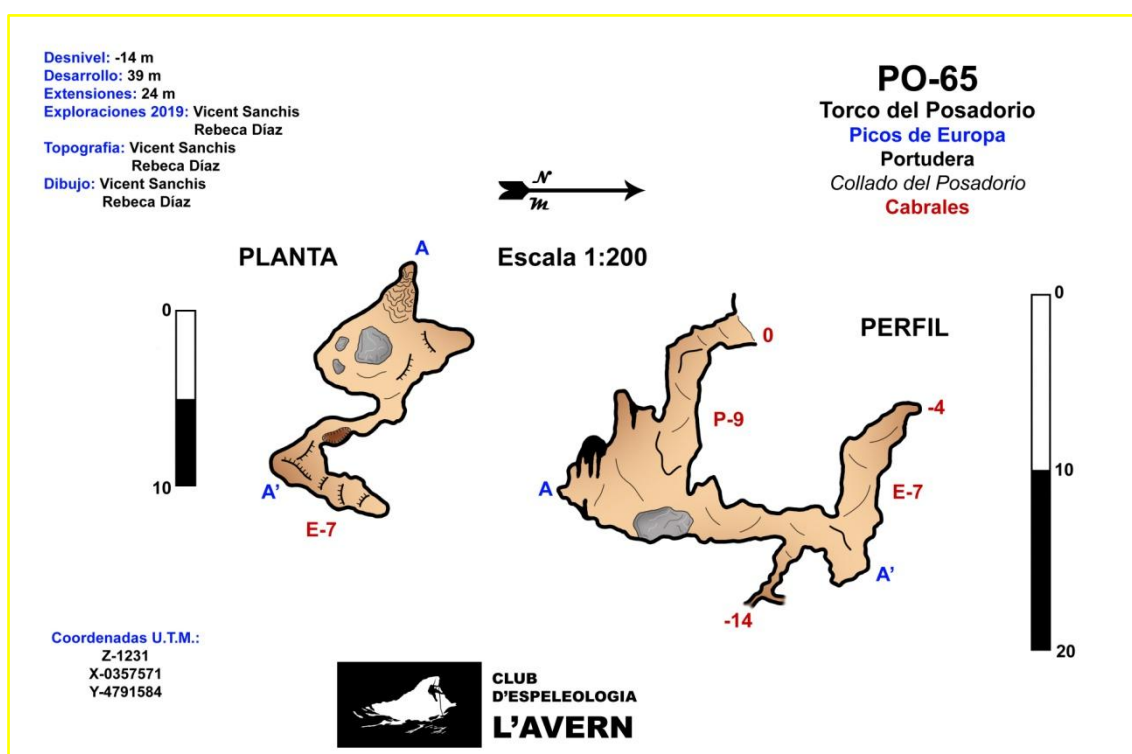 Desnivel: -14 m
Desarrollo: 39 m
Extensiones: 24 m
Exploraciones 2019: Vicent Sanchis
Rebeca Díaz
Topografia: Vicent Sanchis
Rebeca Díaz
Dibujo: Vicent Sanchis
Rebeca Díaz
PO-65
Torco del Posadorio
Picos de Europa
Portudera
Collado del Posadorio
Cabrales
N
m
PLANTA
Escala 1:200
PERFIL
A
0
10
A'
E-7
0
P-9
-4
E-7
A
A'
-14
0
10
20
Coordenadas U.T.M.:
Z-1231
X-0357571
Y-4791584
CLUB
D'ESPELEOLOGIA
L'AVERN